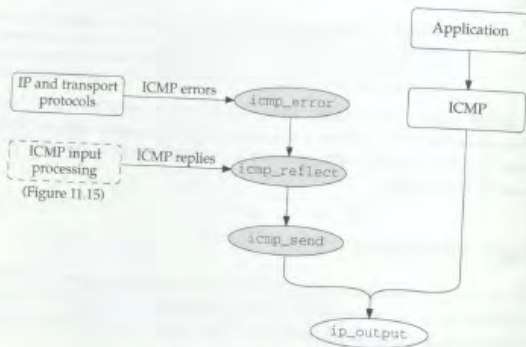 Application
IP and transport
protocols
ICMP errors
icmp_error
ICMP
ICMP input
processing
ICMP replies
icmp_reflect
(Figure 11.15)
icmp_send
ip_output